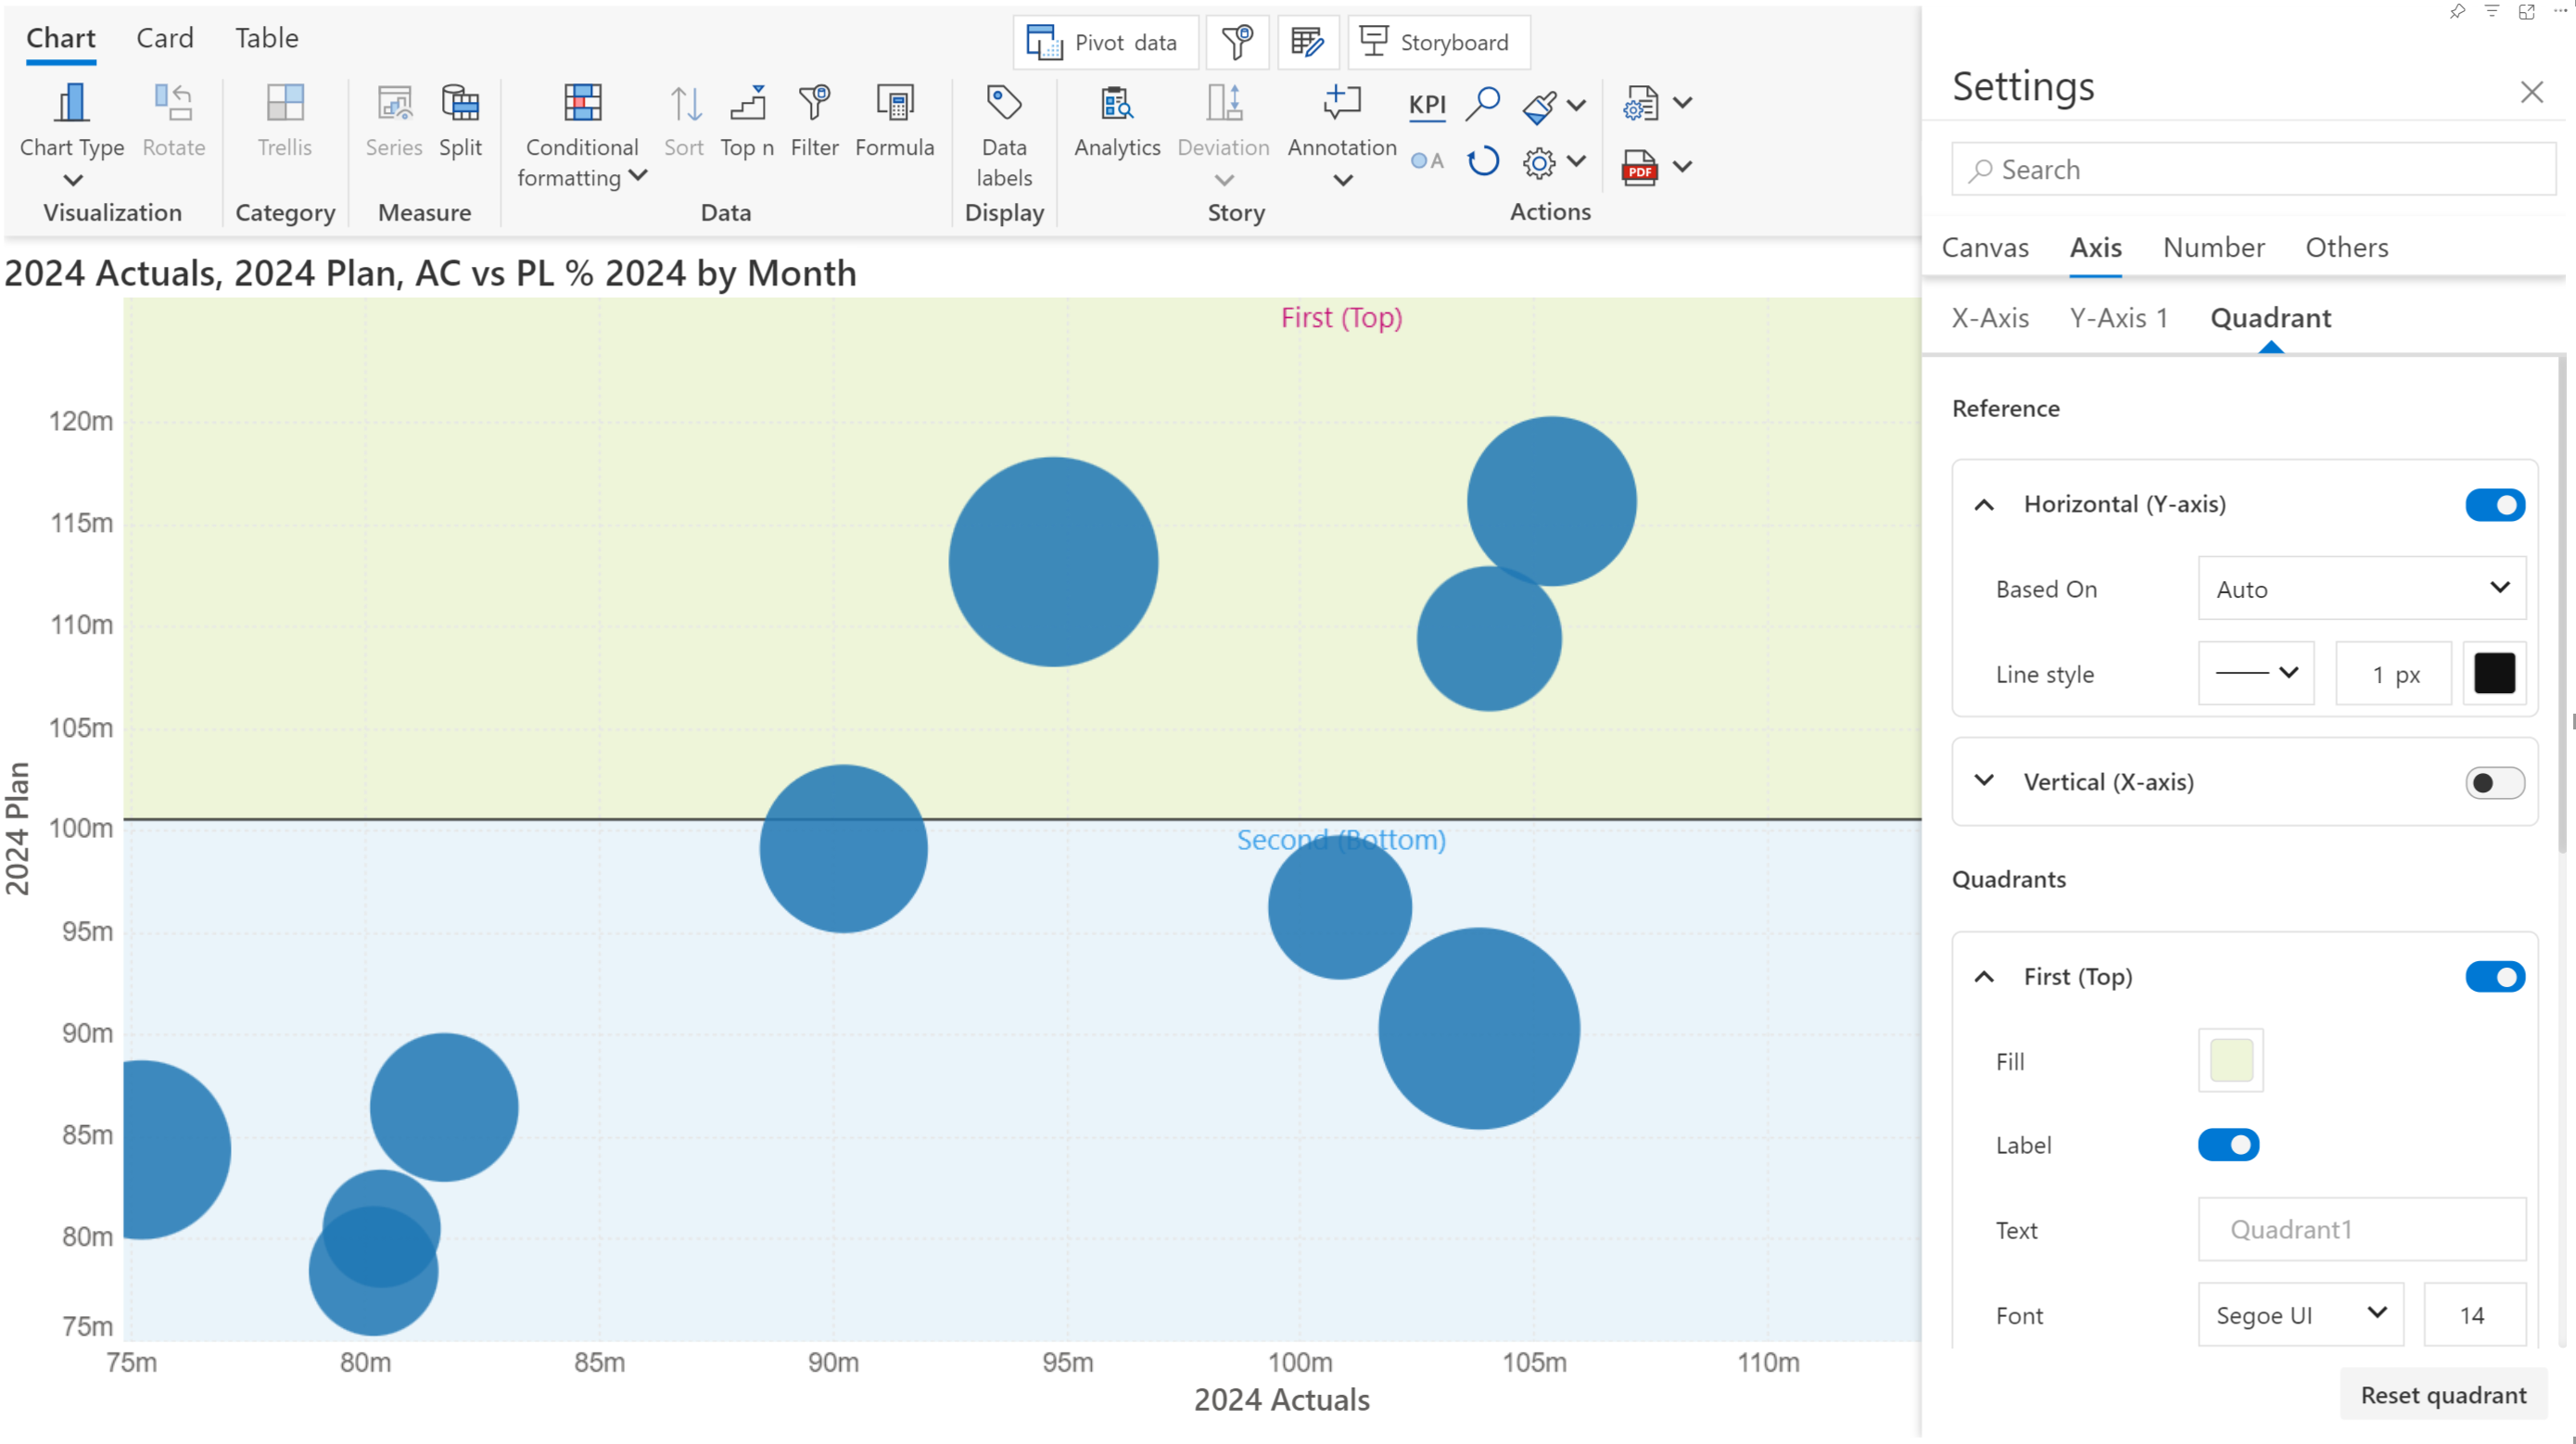 Chart Card Table
Pivot data
Storyboard
Chart Type
Rotate
Trellis
Series
Split
Conditional
formatting
Sort
Top n
Filter
Formula
Data
labels
Analytics
Deviation
Annotation
KPI
A
PDF
Visualization
Category
Measure
Data
Display
Story
Actions
2024 Actuals, 2024 Plan, AC vs PL % 2024 by Month
First (Top)
Second (Bottom)
120m
115m
110m
105m
100m
95m
90m
85m
80m
75m
2024 Plan
75m 80m 85m 90m 95m 100m 105m 110m
2024 Actuals
Settings
Search
Canvas Axis Number Others
X-Axis Y-Axis 1 Quadrant
Reference
Horizontal (Y-axis)
Based On Auto
Line style 1 px
Vertical (X-axis)
Quadrants
First (Top)
Fill
Label
Text Quadrant1
Font Segoe UI 14
Reset quadrant